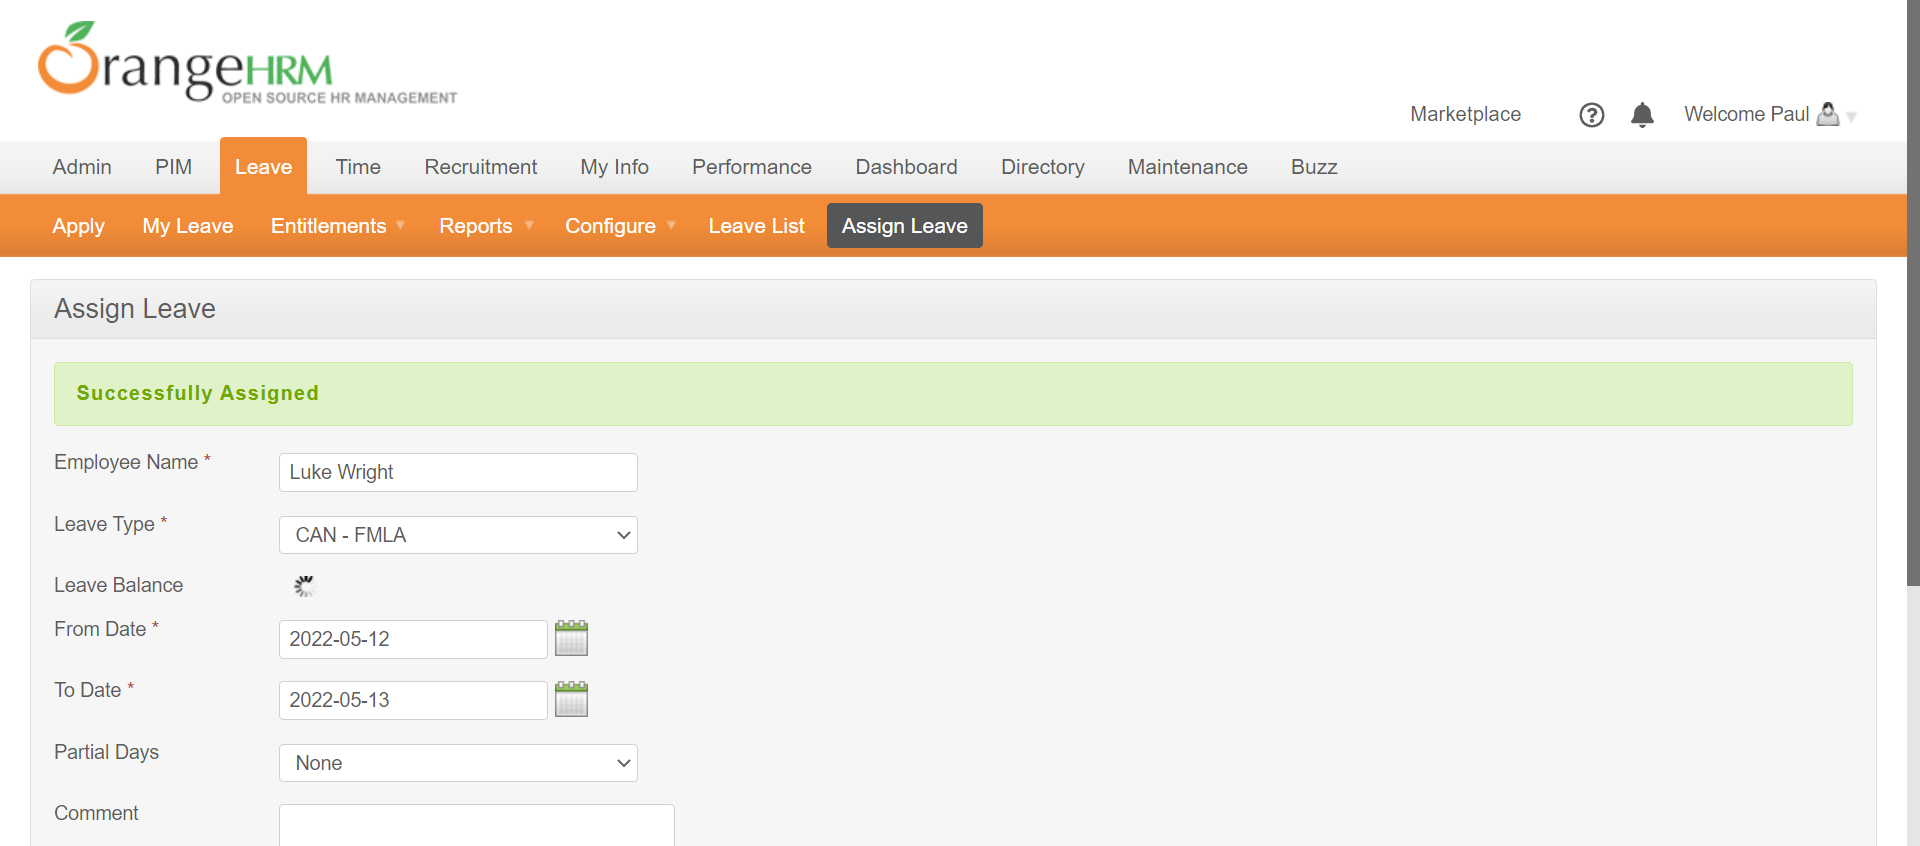 OrangeHRM
OPEN SOURCE HR MANAGEMENT
Marketplace ? Welcome Paul
Admin PIM Leave Time Recruitment My Info Performance Dashboard Directory Maintenance Buzz
Apply My Leave Entitlements Reports Configure Leave List Assign Leave
Assign Leave
Successfully Assigned
Employee Name * Luke Wright
Leave Type * CAN - FMLA
Leave Balance
From Date * 2022-05-12
To Date * 2022-05-13
Partial Days None
Comment